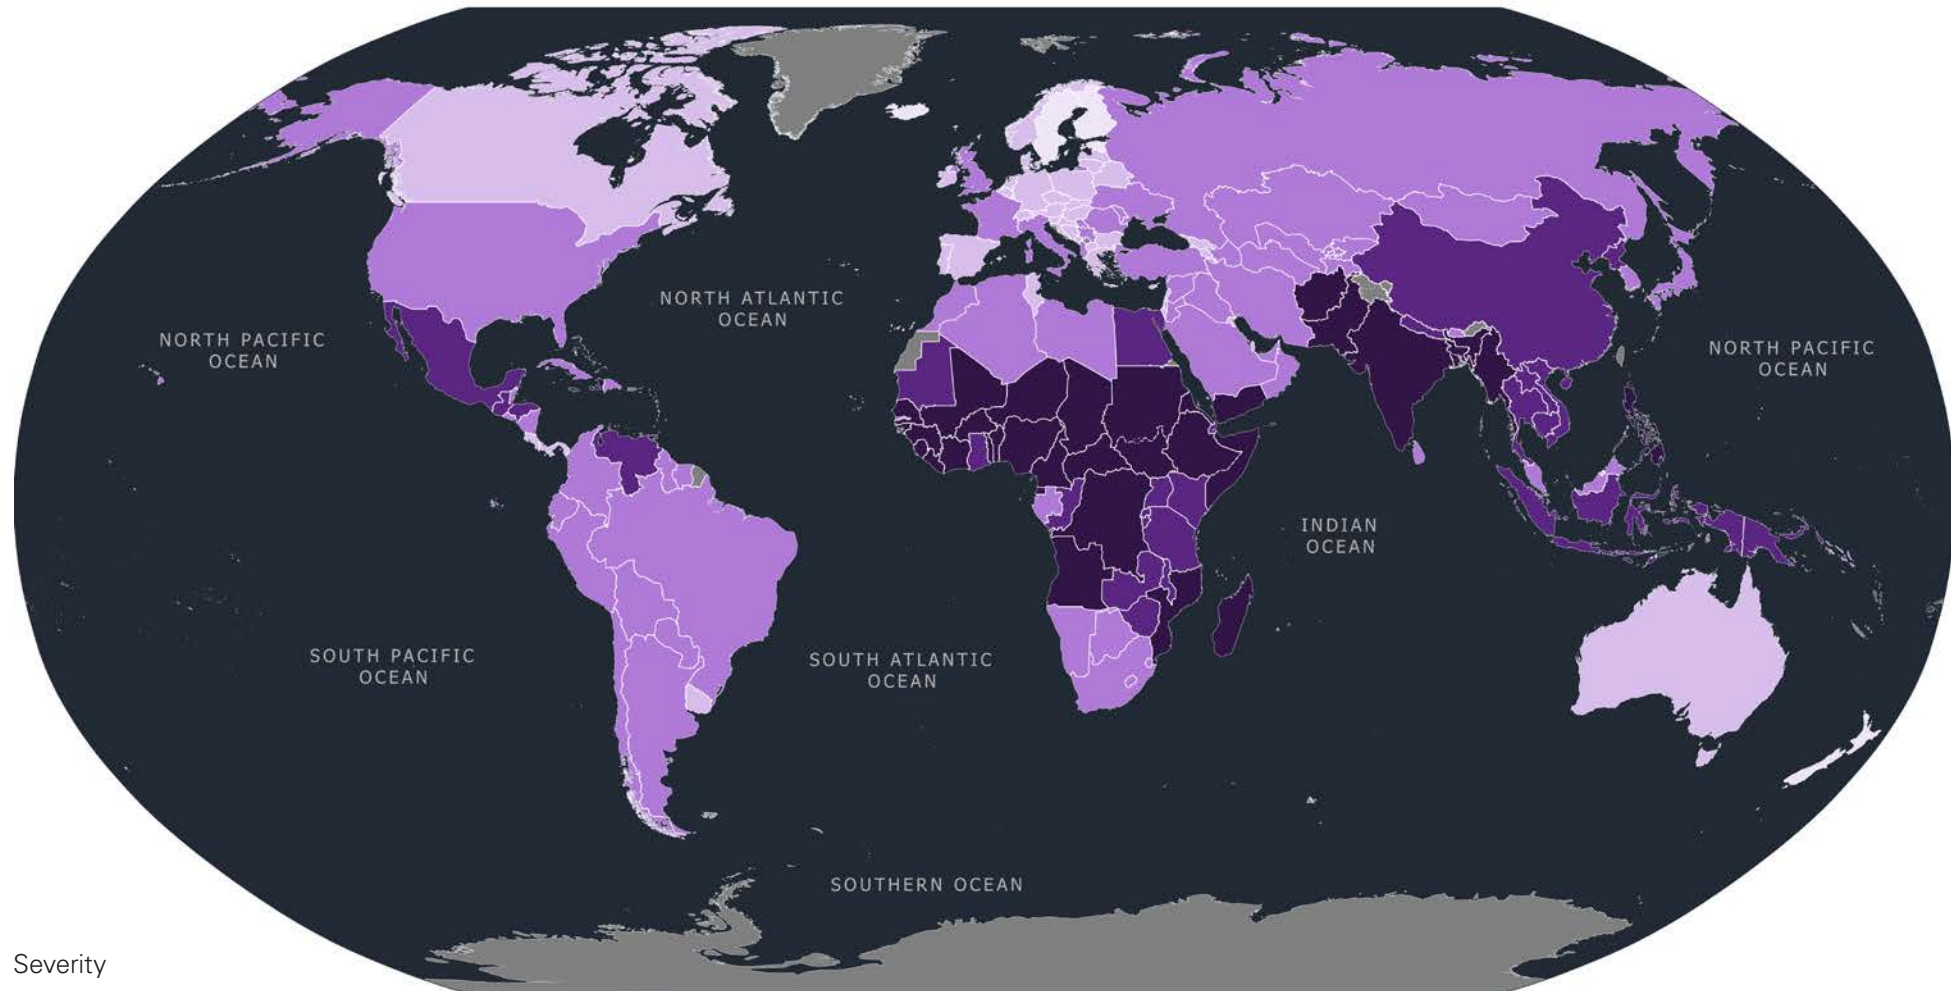 NORTH ATLANTIC
OCEAN
NORTH PACIFIC
OCEAN
NORTH PACIFIC
OCEAN
INDIAN
OCEAN
SOUTH PACIFIC
OCEAN
SOUTH ATLANTIC
OCEAN
SOUTHERN OCEAN
Severity